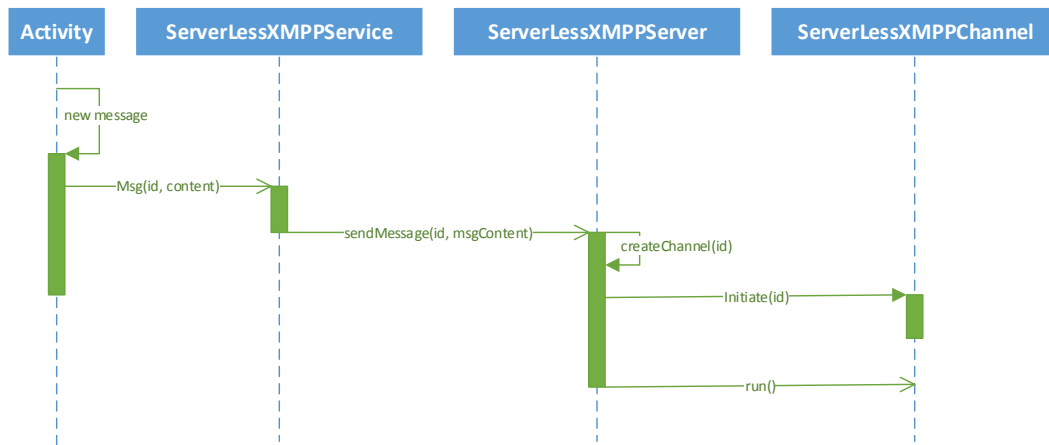 Activity
ServerLessXMPPService
ServerLessXMPPServer
ServerLessXMPPChannel
new message
Msg(id, content)
sendMessage(id, msgContent)
createChannel(id)
Initiate(id)
run()